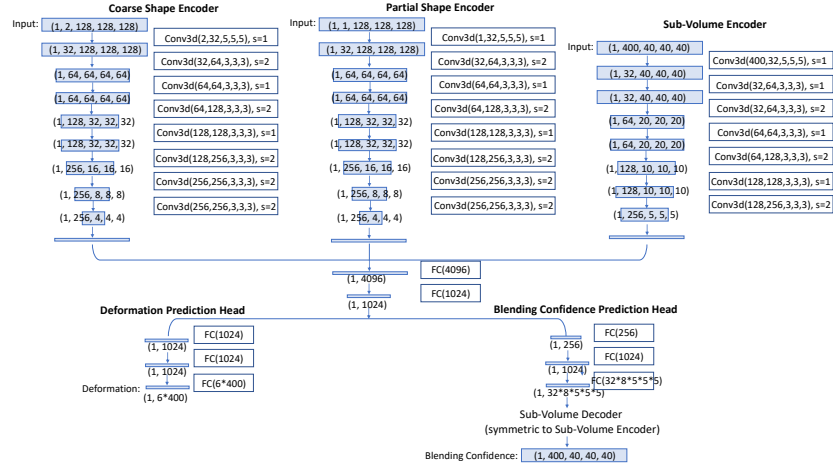 Coarse Shape Encoder
Input: (1, 2, 128, 128, 128)
Conv3d(2,32,5,5,5), s=1
(1, 32, 128, 128, 128)
Conv3d(32,64,3,3,3), s=2
(1, 64, 64, 64, 64)
Conv3d(64,64,3,3,3), s=1
(1, 64, 64, 64, 64)
Conv3d(64,128,3,3,3), s=2
(1, 128, 32, 32, 32)
Conv3d(128,128,3,3,3), s=1
(1, 128, 32, 32, 32)
Conv3d(128,256,3,3,3), s=2
(1, 256, 16, 16, 16)
Conv3d(256,256,3,3,3), s=2
(1, 256, 8, 8, 8)
Conv3d(256,256,3,3,3), s=2
(1, 256, 4, 4, 4)
Partial Shape Encoder
(1, 1, 128, 128, 128)
Conv3d(1,32,5,5,5), s=1
(1, 32, 128, 128, 128)
Conv3d(32,64,3,3,3), s=2
(1, 64, 64, 64, 64)
Conv3d(64,64,3,3,3), s=1
(1, 64, 64, 64, 64)
Conv3d(64,128,3,3,3), s=2
(1, 128, 32, 32, 32)
Conv3d(128,128,3,3,3), s=1
(1, 128, 32, 32, 32)
Conv3d(128,256,3,3,3), s=2
(1, 256, 16, 16, 16)
Conv3d(256,256,3,3,3), s=2
(1, 256, 8, 8, 8)
Conv3d(256,256,3,3,3), s=2
(1, 256, 4, 4, 4)
Sub-Volume Encoder
Input: (1, 400, 40, 40, 40)
Conv3d(400,32,5,5,5), s=1
(1, 32, 40, 40, 40)
Conv3d(32,64,3,3,3), s=1
(1, 32, 40, 40, 40)
Conv3d(32,64,3,3,3), s=2
(1, 64, 20, 20, 20)
Conv3d(64,64,3,3,3), s=1
(1, 64, 20, 20, 20)
Conv3d(64,128,3,3,3), s=2
(1, 128, 10, 10, 10)
Conv3d(128,128,3,3,3), s=1
(1, 128, 10, 10, 10)
Conv3d(128,256,3,3,3), s=2
(1, 256, 5, 5, 5)
FC(4096)
(1, 4096)
FC(1024)
(1, 1024)
Deformation Prediction Head
FC(1024)
(1, 1024)
FC(1024)
(1, 1024)
FC(6*400)
Deformation:
(1, 6*400)
Blending Confidence Prediction Head
FC(256)
(1, 256)
FC(1024)
(1, 1024)
FC(32*8*5*5*5)
(1, 32*8*5*5*5)
Sub-Volume Decoder
(symmetric to Sub-Volume Encoder)
Blending Confidence: (1, 400, 40, 40, 40)